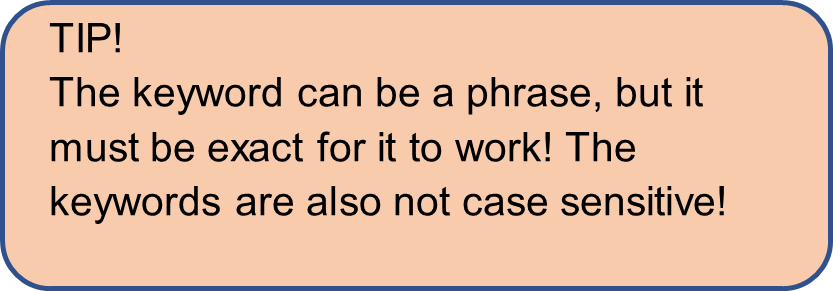 TIP!
The keyword can be a phrase, but it
must be exact for it to work! The
keywords are also not case sensitive!